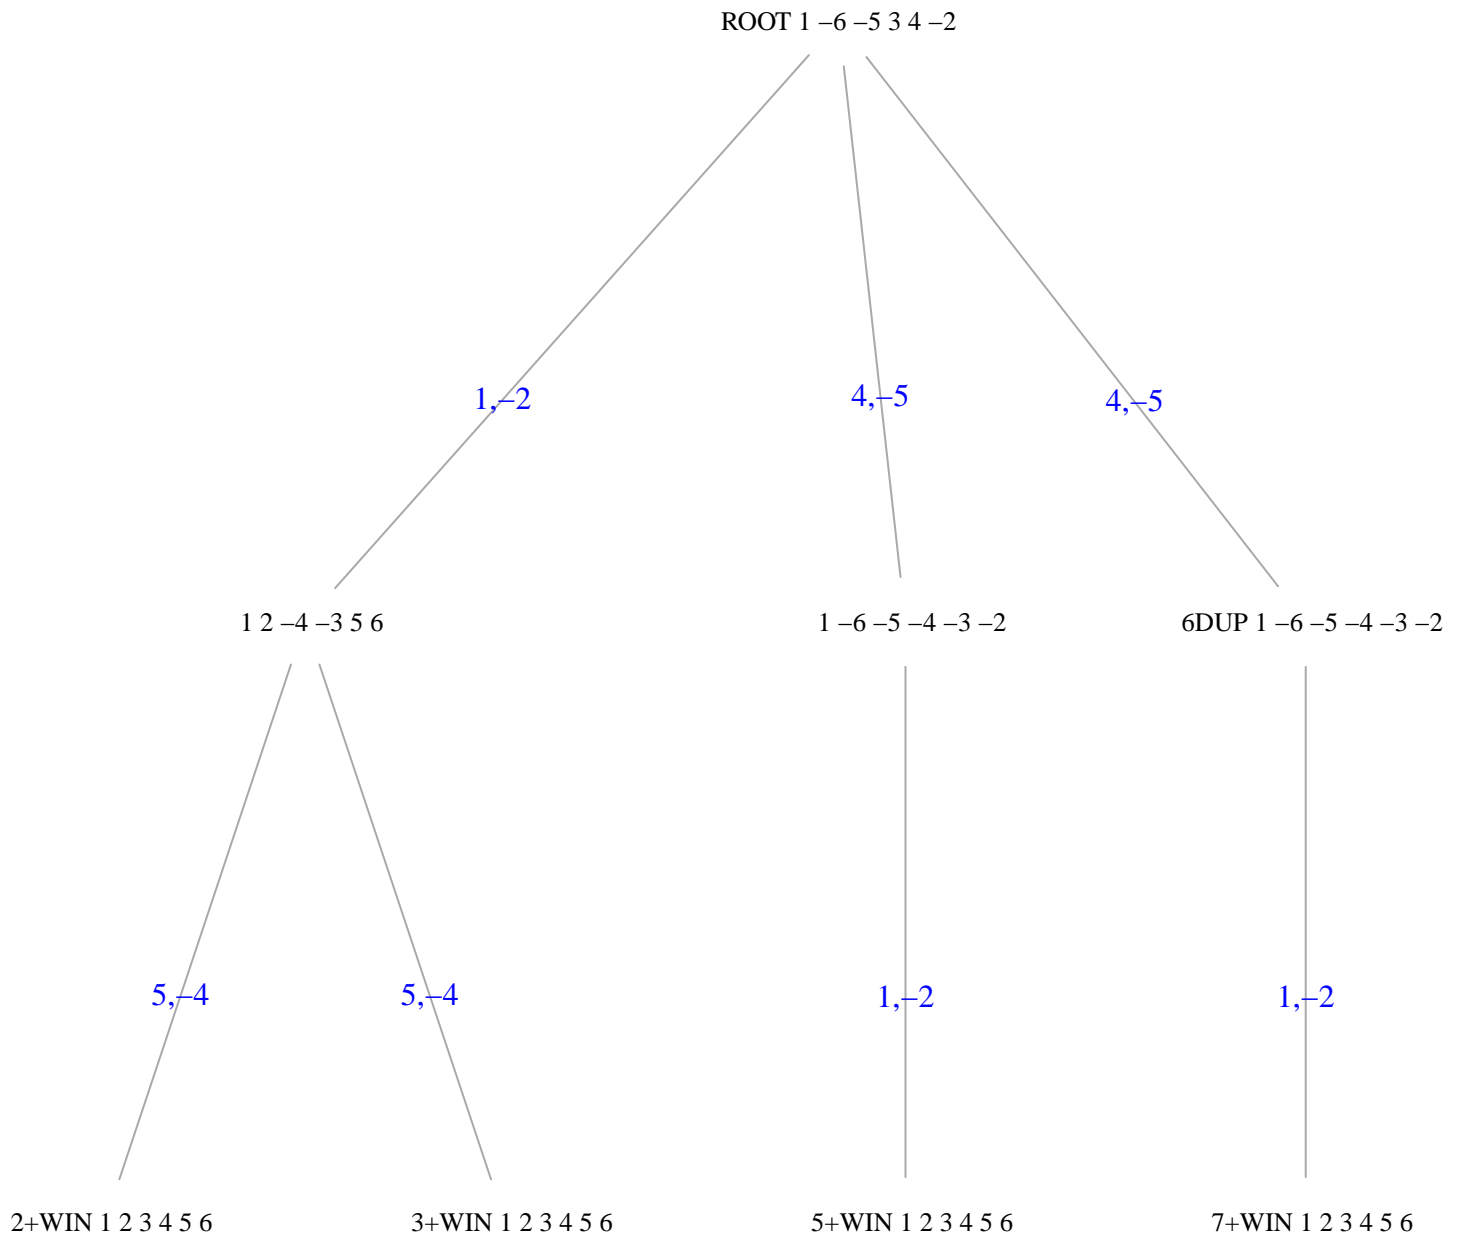 ROOT 1 –6 –5 3 4 –2
1,–2
4,–5
4,–5
1 2 –4 –3 5 6
1 –6 –5 –4 –3 –2
6DUP 1 –6 –5 –4 –3 –2
5,–4
5,–4
1,–2
1,–2
2+WIN 1 2 3 4 5 6
3+WIN 1 2 3 4 5 6
5+WIN 1 2 3 4 5 6
7+WIN 1 2 3 4 5 6